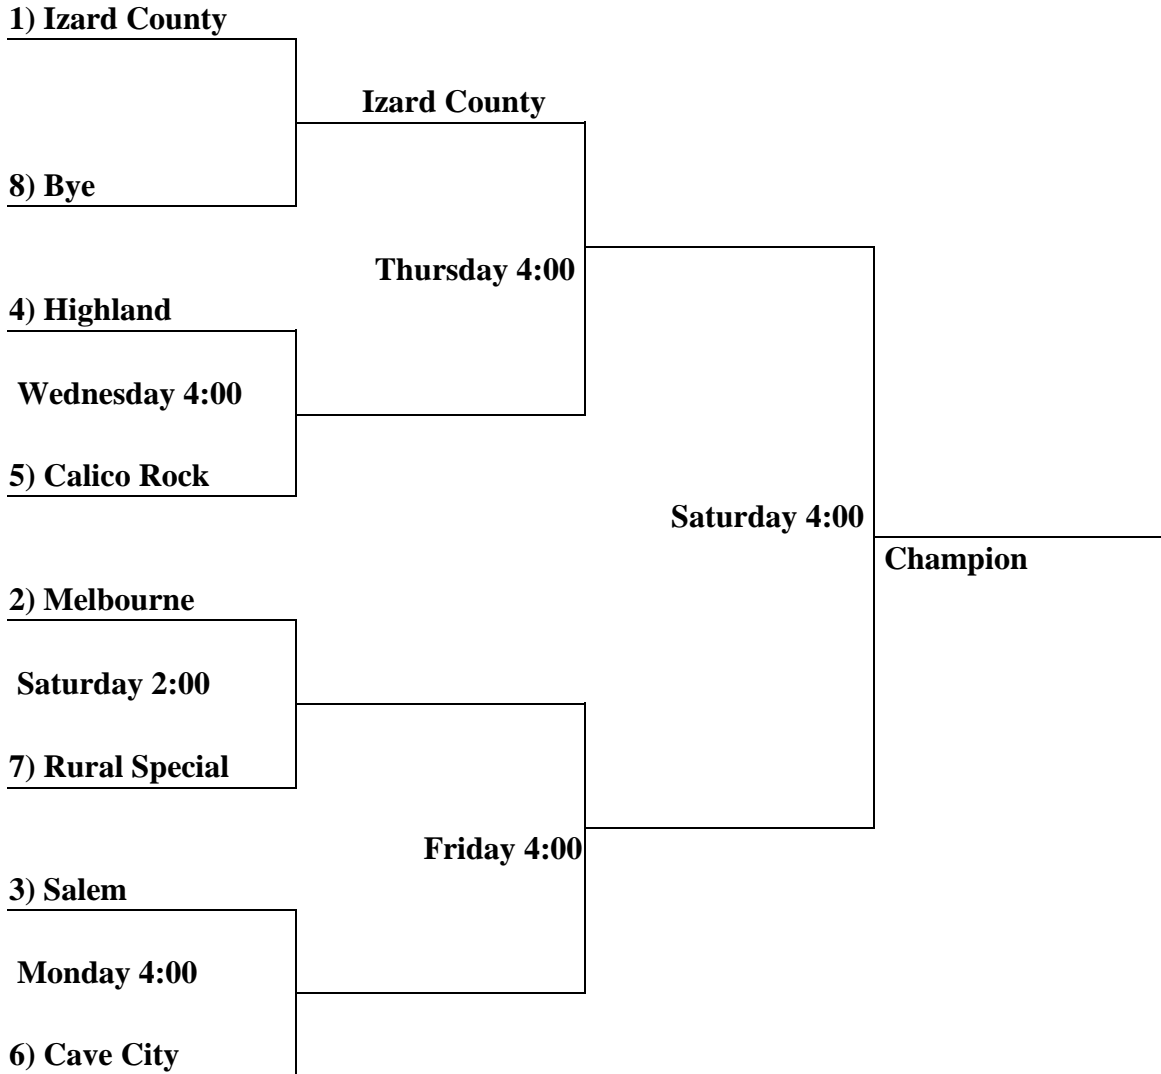 1) Izard County
Izard County
8) Bye
Thursday 4:00
4) Highland
Wednesday 4:00
5) Calico Rock
Saturday 4:00
Champion
2) Melbourne
Saturday 2:00
7) Rural Special
Friday 4:00
3) Salem
Monday 4:00
6) Cave City